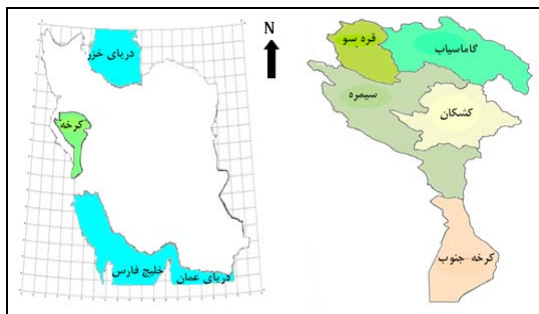 دریای خزر
N
کرخه
خلیج فارس
دریای عمان
قره سو
گاماسیاب
سیمره
کشکان
کرخه جنوب